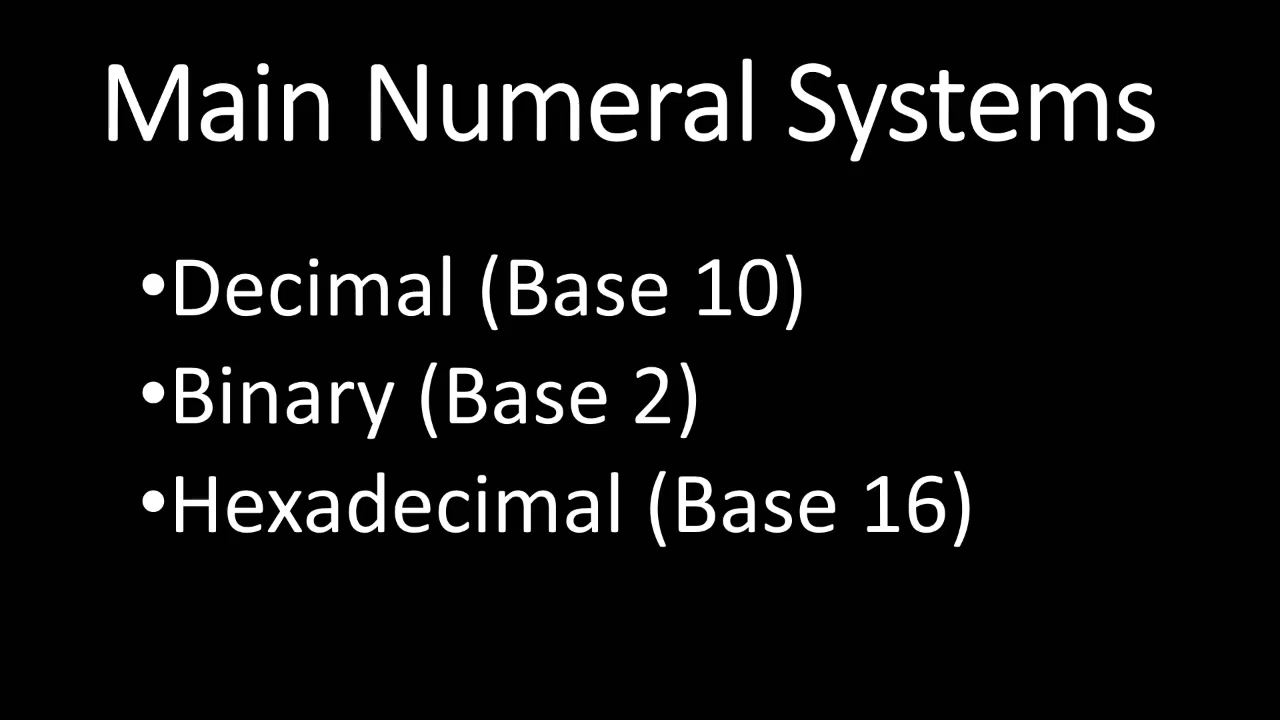 Main Numeral Systems
•Decimal (Base 10)
•Binary (Base 2)
•Hexadecimal (Base 16)